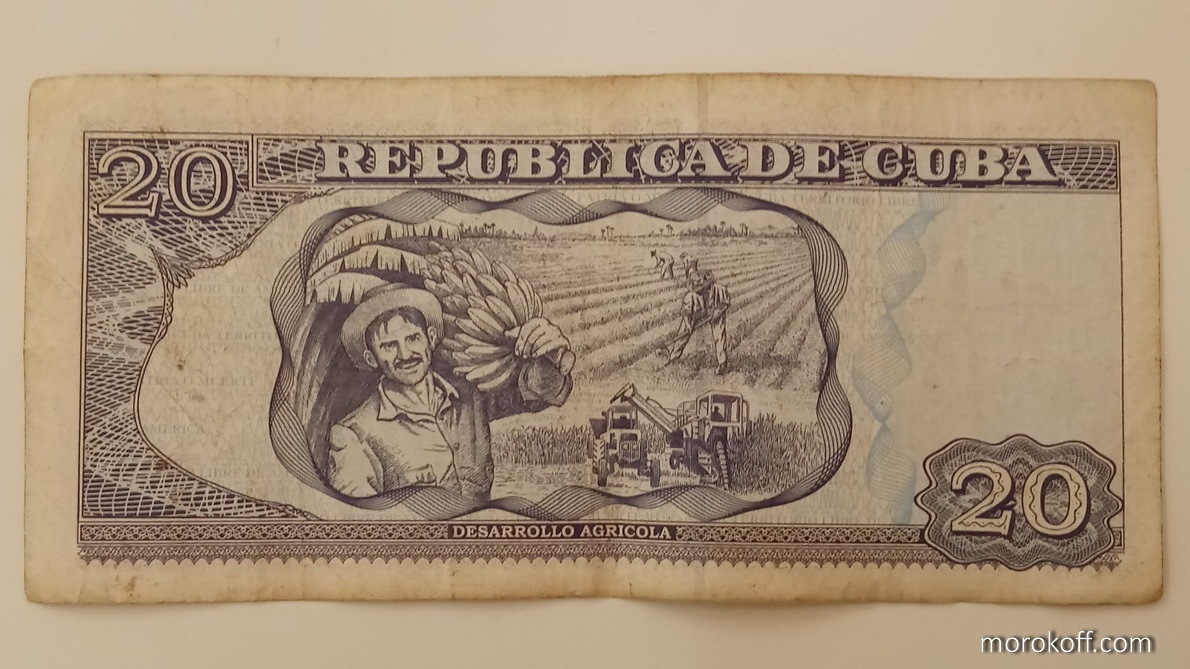 20 REPUBLICA DE CUBA
DESARROLLO AGRICOLA
20
morokoff.com